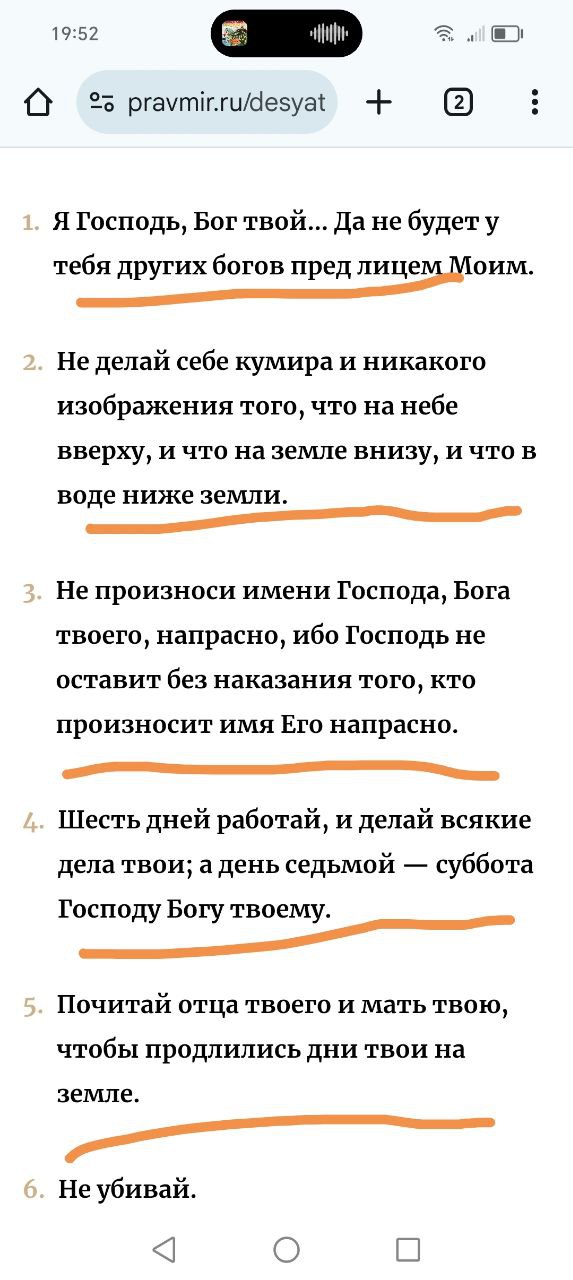 19:52
pravmir.ru/desyat
2
1. Я Господь, Бог твой... Да не будет у
тебя других богов пред лицем Моим.
2. Не делай себе кумира и никакого
изображения того, что на небе
вверху, и что на земле внизу, и что в
воде ниже земли.
3. Не произноси имени Господа, Бога
твоего, напрасно, ибо Господь не
оставит без наказания того, кто
произносит имя Его напрасно.
4. Шесть дней работай, и делай всякие
дела твои; а день седьмой — суббота
Господу Богу твоему.
5. Почитай отца твоего и мать твою,
чтобы продлились дни твои на
земле.
6. Не убивай.